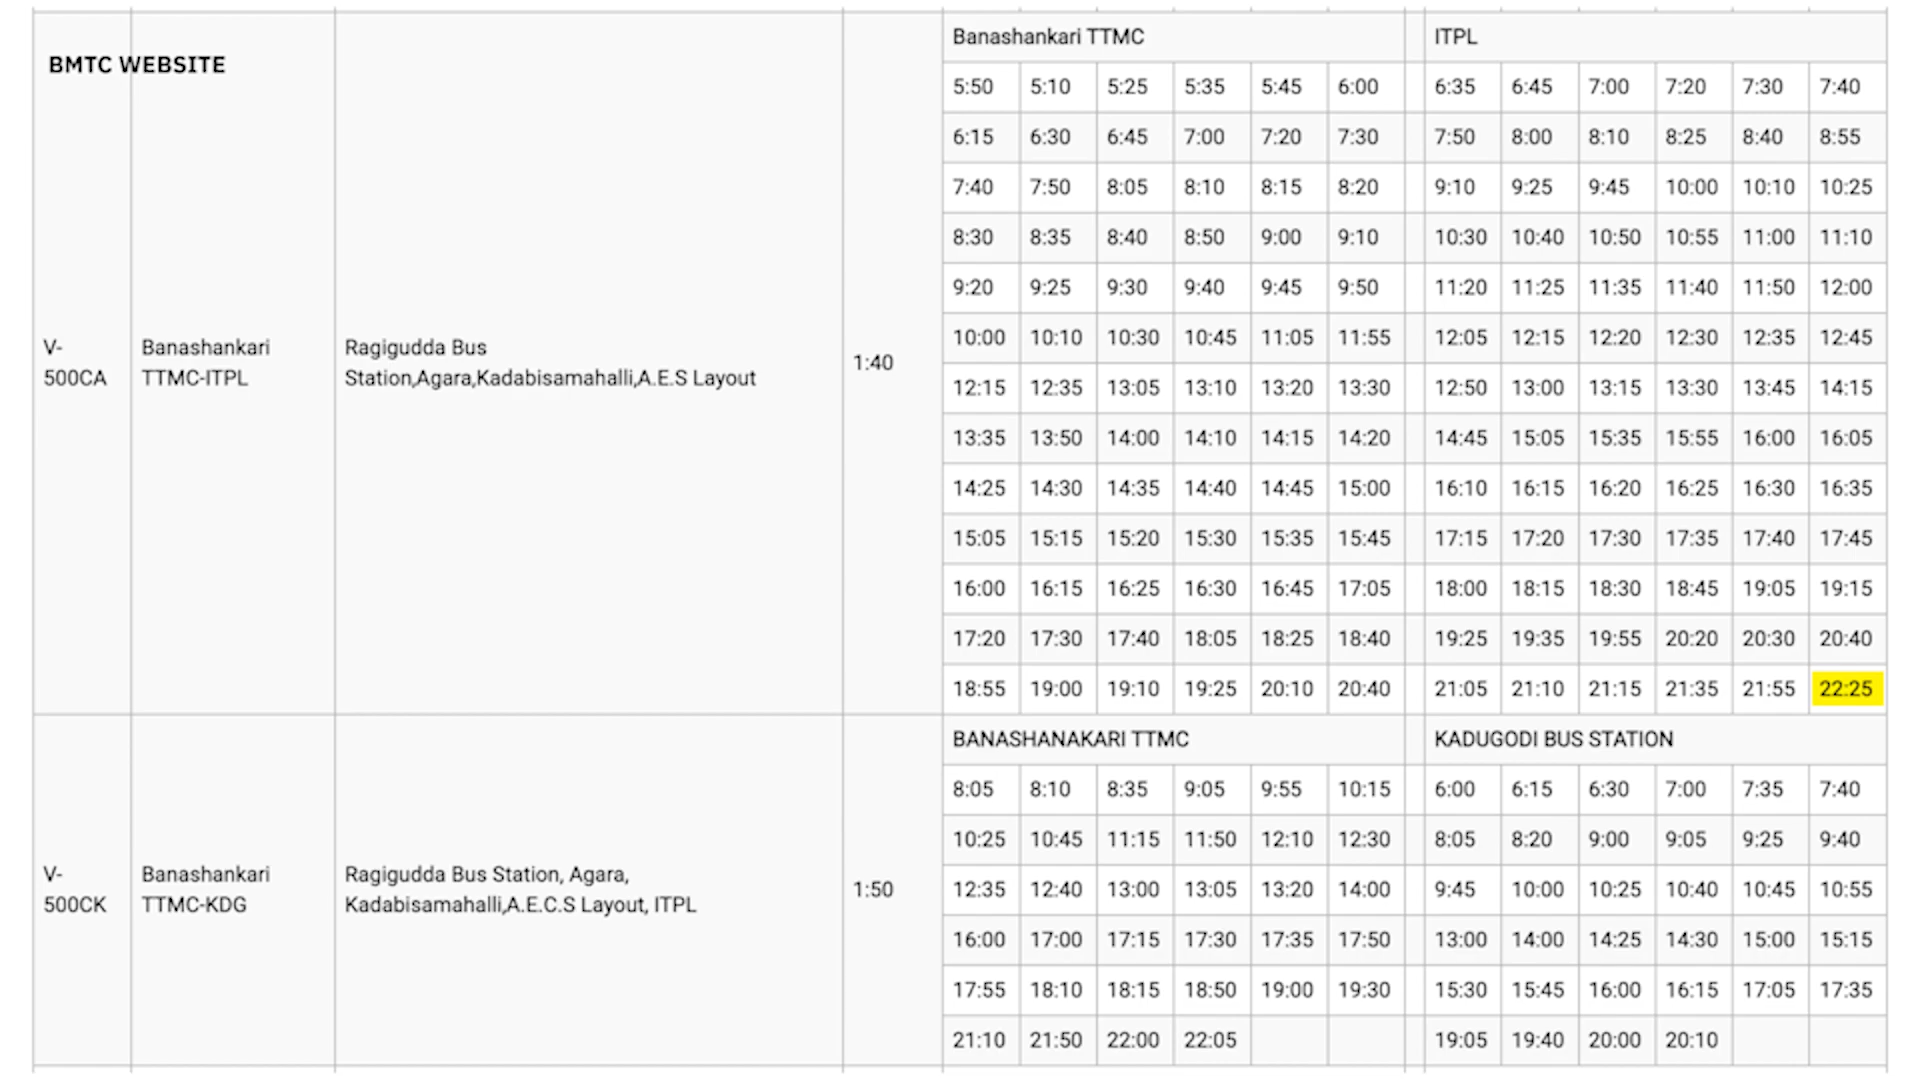 BMTC WEBSITE
V-
500CA
Banashankari
TTMC-ITPL
Ragigudda Bus
Station,Agara,Kadabisamahalli,A.E.S Layout
1:40
Banashankari TTMC
ITPL
5:50 5:10 5:25 5:35 5:45 6:00 6:35 6:45 7:00 7:20 7:30 7:40
6:15 6:30 6:45 7:00 7:20 7:30 7:50 8:00 8:10 8:25 8:40 8:55
7:40 7:50 8:05 8:10 8:15 8:20 9:10 9:25 9:45 10:00 10:10 10:25
8:30 8:35 8:40 8:50 9:00 9:10 10:30 10:40 10:50 10:55 11:00 11:10
9:20 9:25 9:30 9:40 9:45 9:50 11:20 11:25 11:35 11:40 11:50 12:00
10:00 10:10 10:30 10:45 11:05 11:55 12:05 12:15 12:20 12:30 12:35 12:45
12:15 12:35 13:05 13:10 13:20 13:30 12:50 13:00 13:15 13:30 13:45 14:15
13:35 13:50 14:00 14:10 14:15 14:20 14:45 15:05 15:35 15:55 16:00 16:05
14:25 14:30 14:35 14:40 14:45 15:00 16:10 16:15 16:20 16:25 16:30 16:35
15:05 15:15 15:20 15:30 15:35 15:45 17:15 17:20 17:30 17:35 17:40 17:45
16:00 16:15 16:25 16:30 16:45 17:05 18:00 18:15 18:30 18:45 19:05 19:15
17:20 17:30 17:40 18:05 18:25 18:40 19:25 19:35 19:55 20:20 20:30 20:40
18:55 19:00 19:10 19:25 20:10 20:40 21:05 21:10 21:15 21:35 21:55 22:25
V-
500CK
Banashankari
TTMC-KDG
Ragigudda Bus Station, Agara,
Kadabisamahalli,A.E.C.S Layout, ITPL
1:50
BANASHANAKARI TTMC
KADUGODI BUS STATION
8:05 8:10 8:35 9:05 9:55 10:15 6:00 6:15 6:30 7:00 7:35 7:40
10:25 10:45 11:15 11:50 12:10 12:30 8:05 8:20 9:00 9:05 9:25 9:40
12:35 12:40 13:00 13:05 13:20 14:00 9:45 10:00 10:25 10:40 10:45 10:55
16:00 17:00 17:15 17:30 17:35 17:50 13:00 14:00 14:25 14:30 15:00 15:15
17:55 18:10 18:15 18:50 19:00 19:30 15:30 15:45 16:00 16:15 17:05 17:35
21:10 21:50 22:00 22:05 19:05 19:40 20:00 20:10